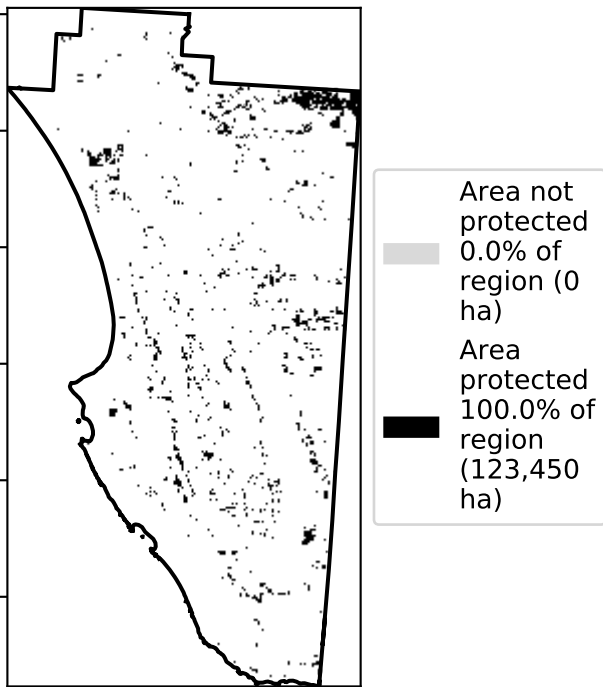 Area not
protected
0.0% of
region (0
ha)
Area
protected
100.0% of
region
(123,450
ha)